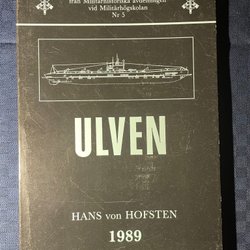 från Militärhistoriska avdelningen
vid Militärhögskolan
Nr 5
ULVEN
HANS von HOFSTEN
1989